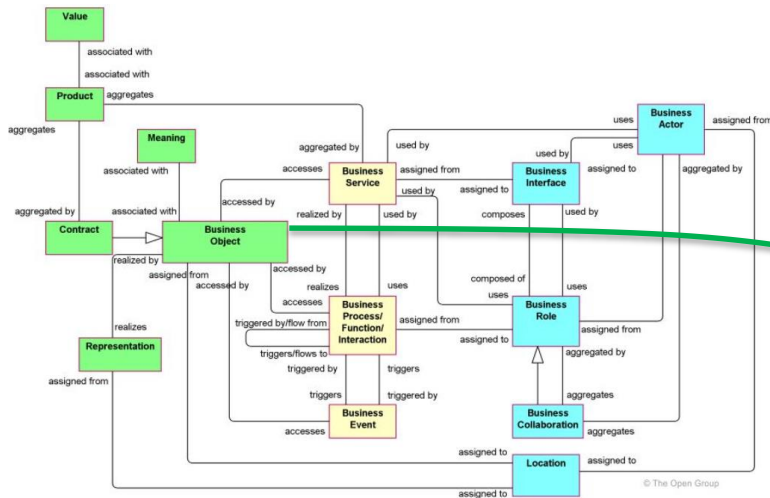 Value
associated with
associated with
Product
aggregates
aggregates
Meaning
associated with
associated with
aggregated by
Contract
Business
Object
accessed by
accesses
aggregated by
Business
Service
used by
assigned from
used by
realized by
used by
uses
Business
Actor
assigned from
used by
uses
assigned to
aggregated by
assigned to
Business
Interface
composes
used by
realized by
assigned from
accessed by
accessed by
accesses
realizes
uses
composed of
uses
uses
Business
Process/
Function/
Interaction
triggered by/flow from
triggers/flows to
assigned from
assigned to
Business
Role
assigned from
aggregated by
realizes
Representation
assigned from
triggered by
triggers
triggers
triggered by
Business
Event
accesses
aggregates
Business
Collaboration
aggregates
assigned to
Location
assigned to
assigned to
© The Open Group